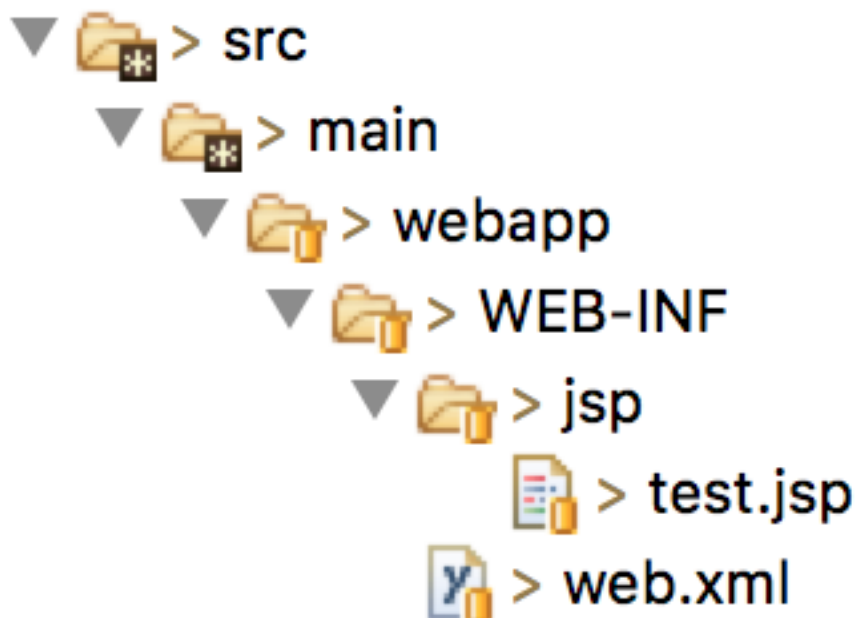 > src
> main
> webapp
> WEB-INF
> jsp
> test.jsp
> web.xml